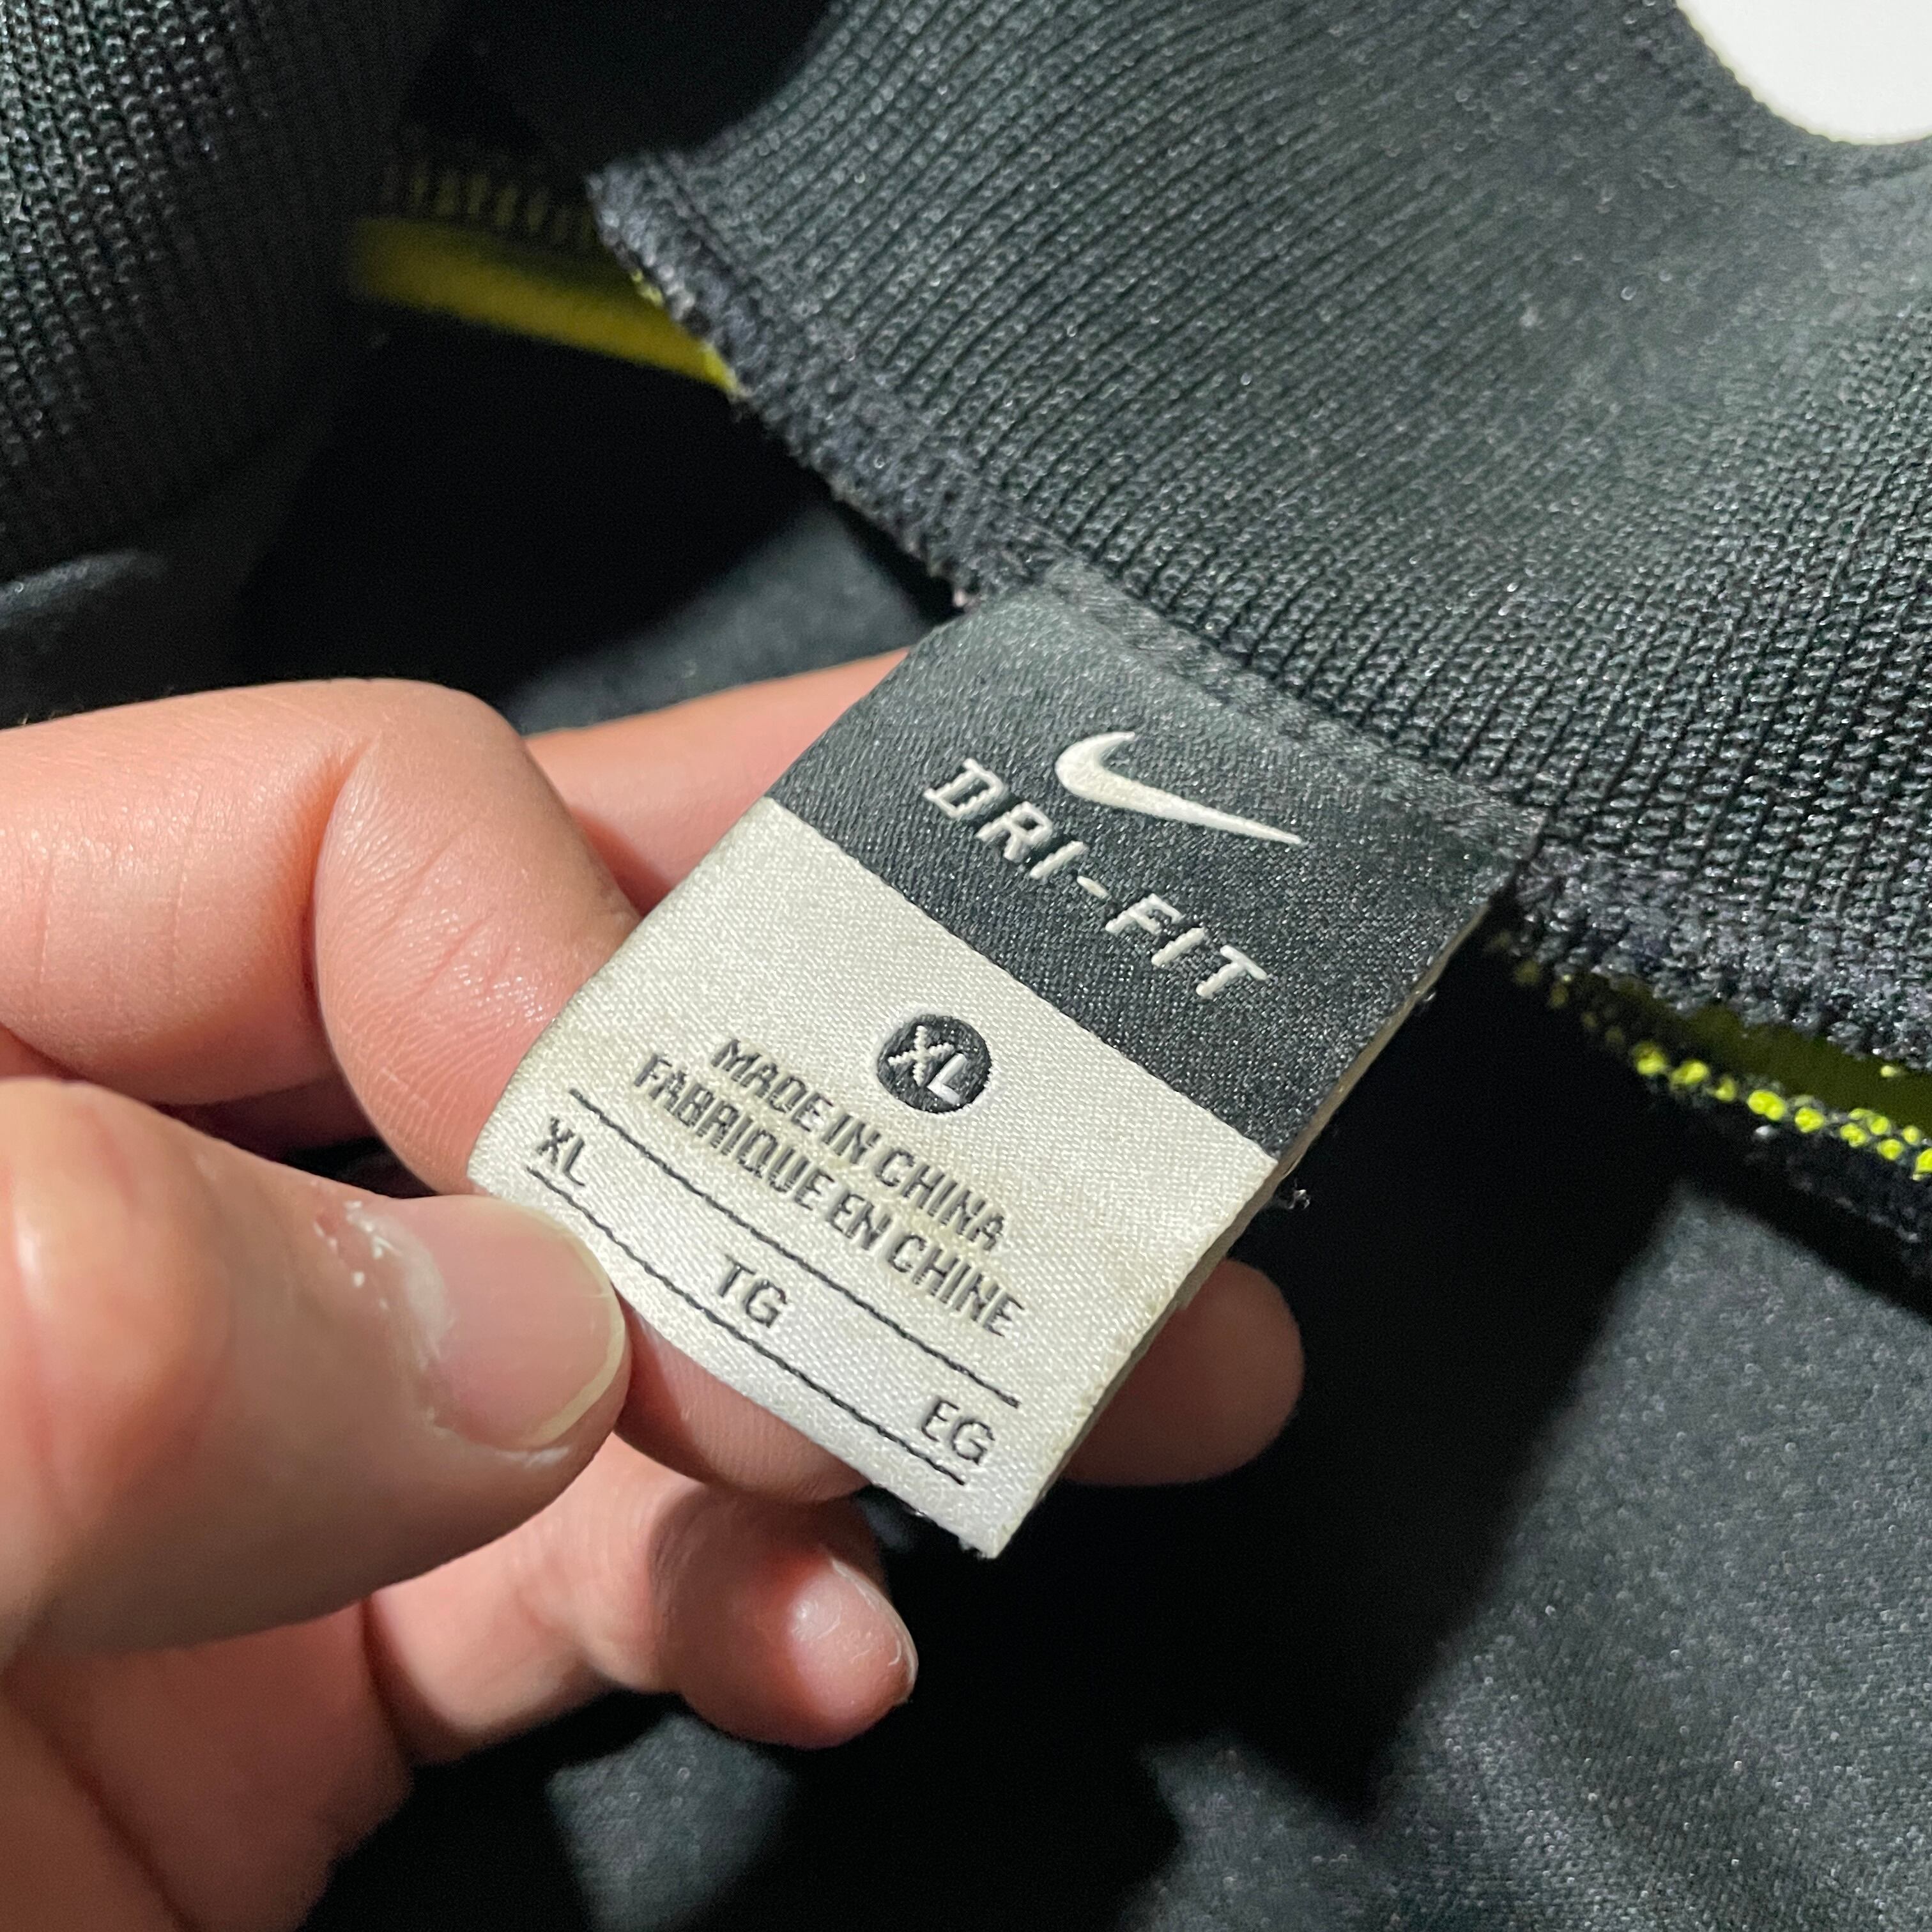 DRI-FIT
XL
MADE IN CHINA
FABRIQUE EN CHINE
XL TG EG